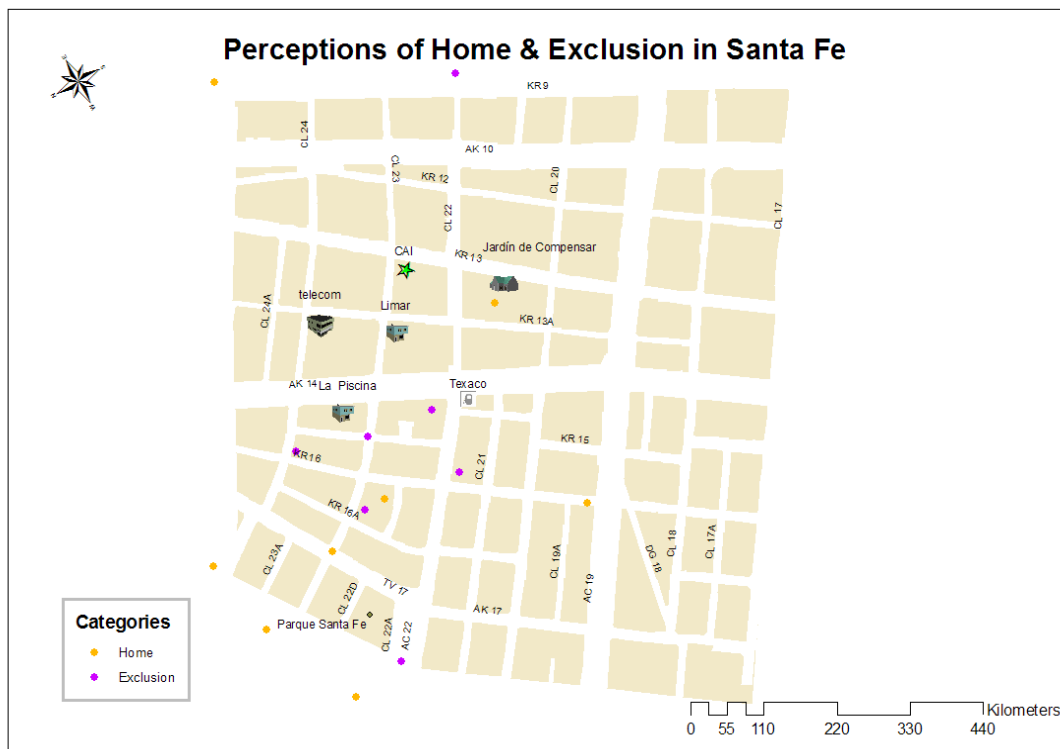 Perceptions of Home & Exclusion in Santa Fe
KR 9
CL 24
AK 10
CL 23
KR 12
CL 20
CL 22
CL 17
CAI
KR 13
Jardín de Compensar
telecom
Limar
CL 24A
KR 13A
AK 14
La Piscina
Texaco
KR 15
KR16
CL 21
KR 16A
CL 23A
CL 22D
TV 17
CL 19A
AC 19
DG 18
CL 18
CL 17A
AK 17
Parque Santa Fe
CL 22A
AC 22
Categories
Home
Exclusion
Kilometers
0 55 110 220 330 440